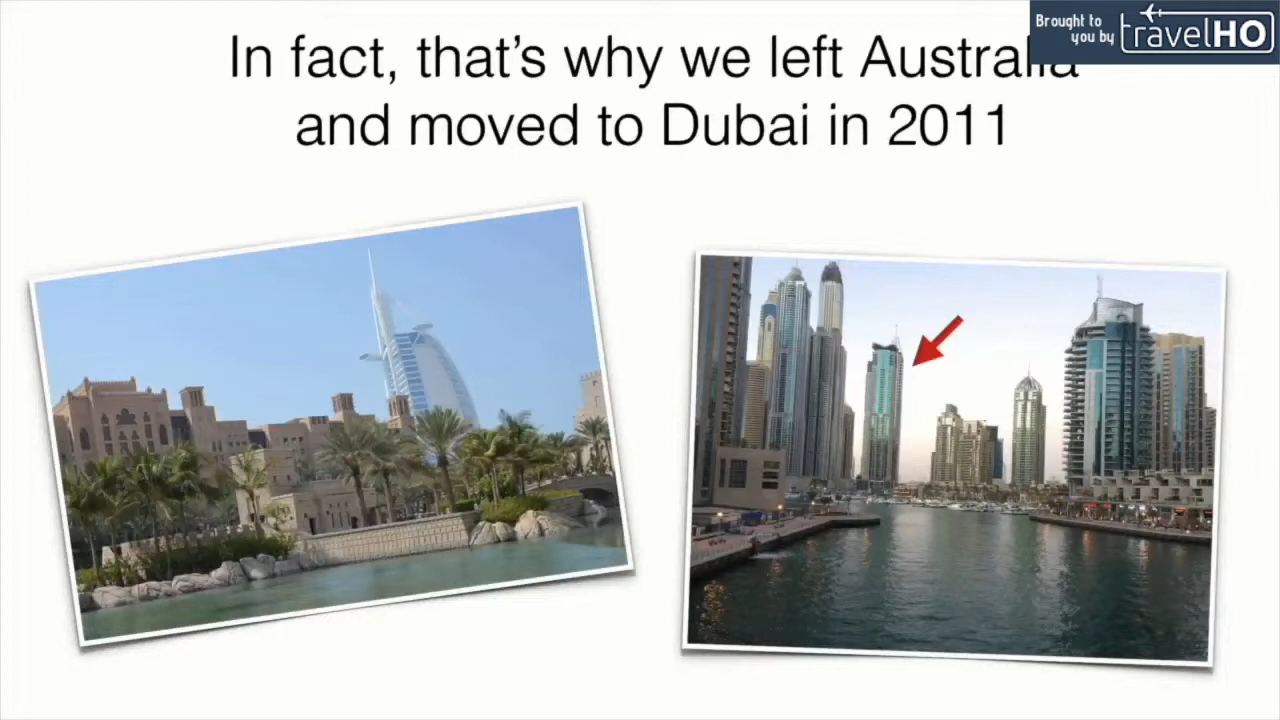 In fact, that's why we left Australia
and moved to Dubai in 2011
Brought to
you by
travelHO